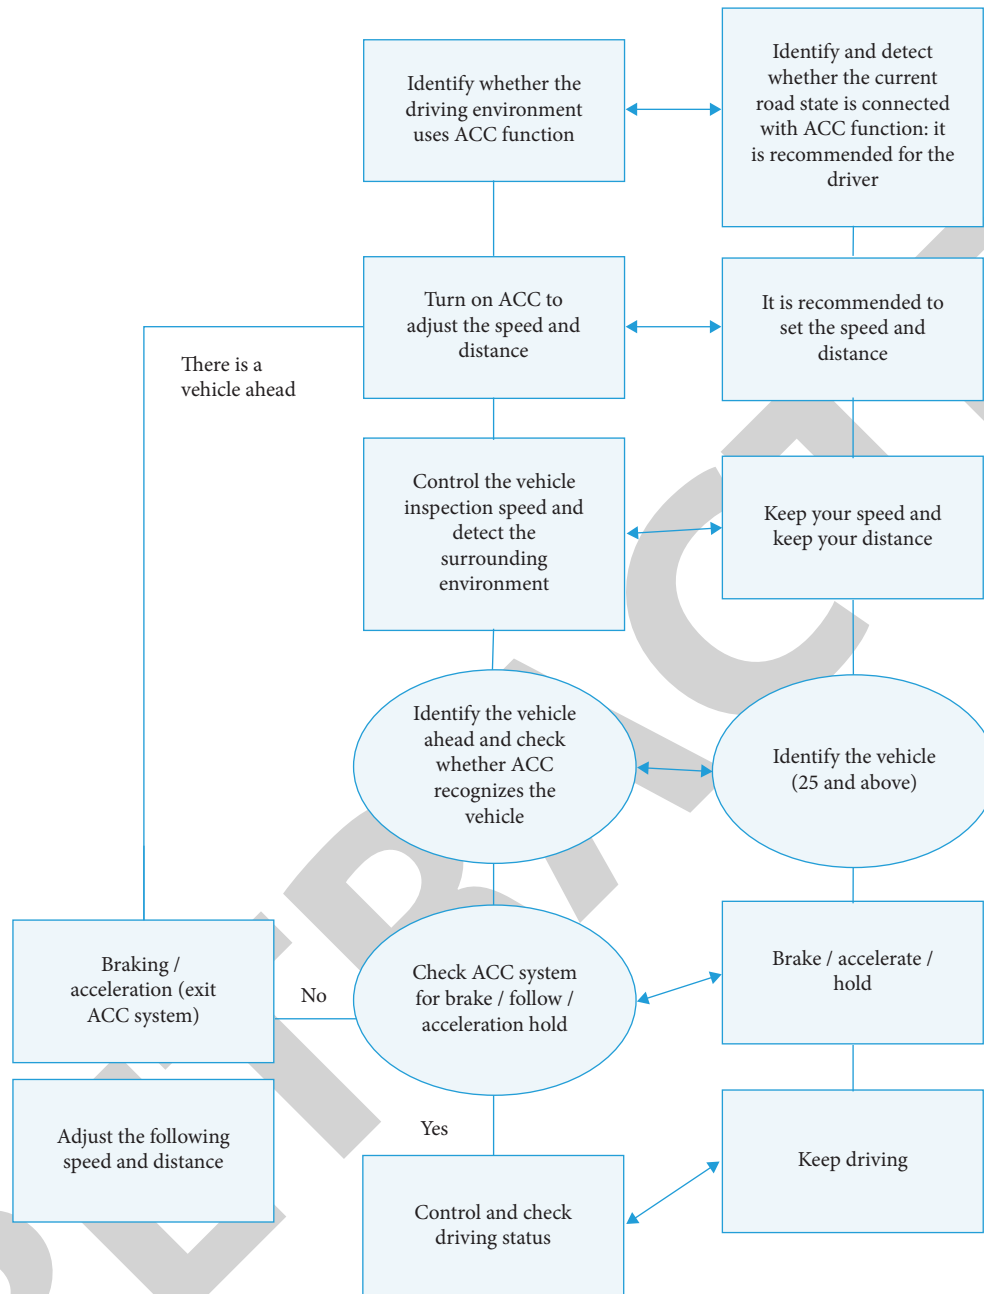 Identify whether the
driving environment
uses ACC function
Identify and detect
whether the current
road state is connected
with ACC function: it
is recommended for the
driver
Turn on ACC to
adjust the speed and
distance
It is recommended to
set the speed and
distance
There is a
vehicle ahead
Control the vehicle
inspection speed and
detect the
surrounding
environment
Keep your speed and
keep your distance
Identify the vehicle
ahead and check
whether ACC
recognizes the
vehicle
Identify the vehicle
(25 and above)
Braking /
acceleration (exit
ACC system)
No
Check ACC system
for brake / follow /
acceleration hold
Brake / accelerate /
hold
Adjust the following
speed and distance
Yes
Control and check
driving status
Keep driving